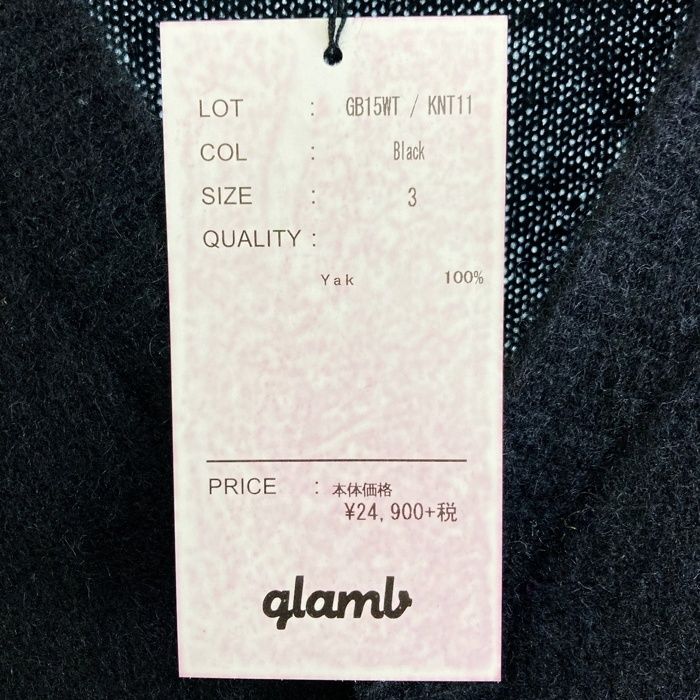 LOT : GB15WT / KNT11
COL : Black
SIZE : 3
QUALITY :
Yak 100%
PRICE : 本体価格
¥24,900+税
glamb